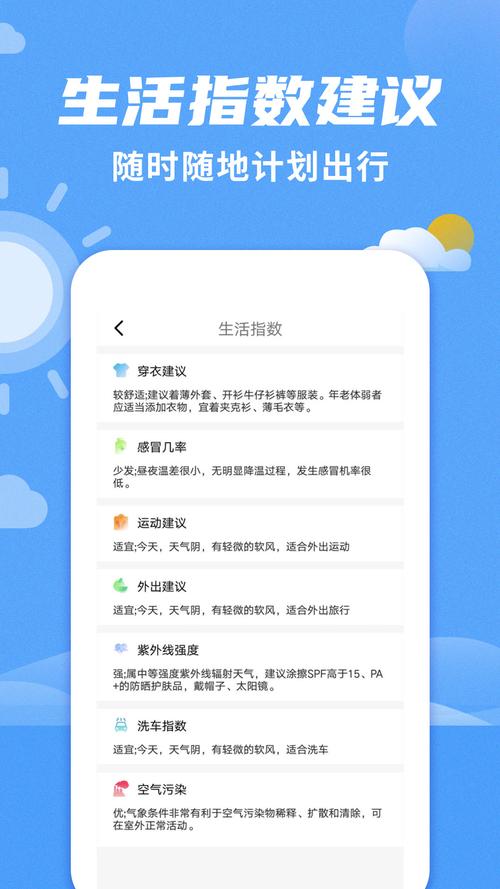 生活指数建议
随时随地计划出行
生活指数
穿衣建议
较舒适;建议着薄外套、开衫牛仔衫裤等服装。年老体弱者
应适当添加衣物，宜着夹克衫、薄毛衣等。
感冒几率
少发;昼夜温差很小，无明显降温过程，发生感冒机率很
低。
运动建议
适宜;今天，天气阴，有轻微的软风，适合外出运动
外出建议
适宜;今天，天气阴，有轻微的软风，适合外出旅行
紫外线强度
强;属中等强度紫外线辐射天气，建议涂擦SPF高于15、PA
+的防晒护肤品，戴帽子、太阳镜。
洗车指数
适宜;今天，天气阴，有轻微的软风，适合洗车
空气污染
优;气象条件非常有利于空气污染物稀释、扩散和清除，可
在室外正常活动。